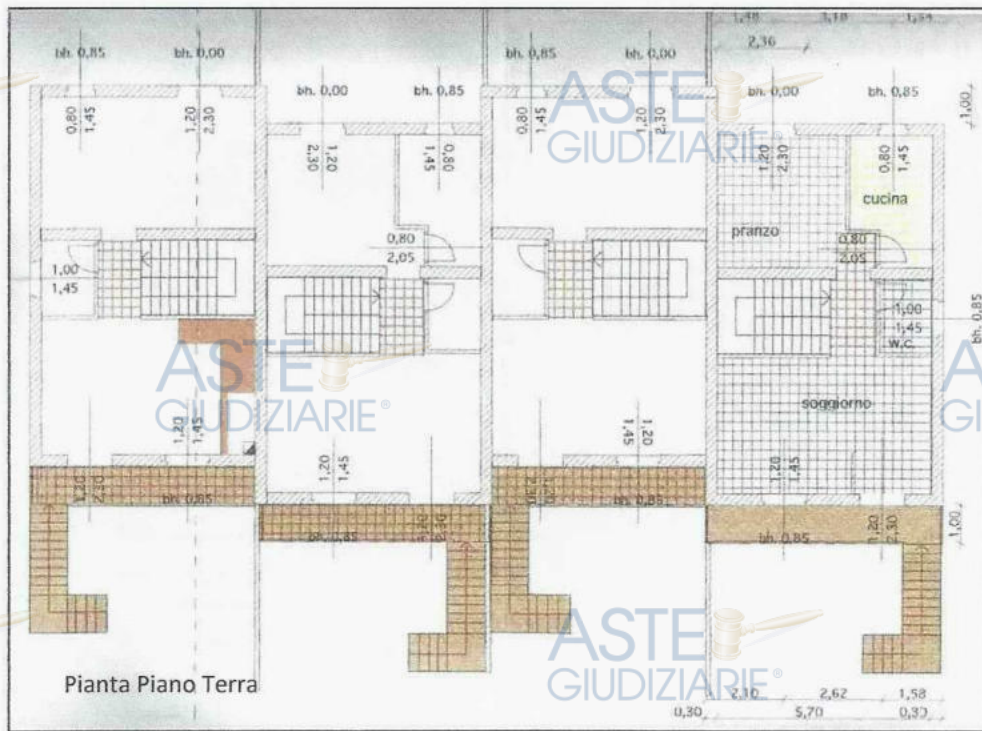 1,48 3,10 1,54
2,36
bh. 0,85 bh. 0,00 bh. 0,00 bh. 0,85 bh. 0,85 bh. 0,00 bh. 0,00 bh. 0,85
1,00
0,80 1,45 1,20 2,30 2,30 1,20 1,45 0,80 0,80 1,45 1,20 2,30 1,20 2,30 0,80 1,45
ASTE
GIUDIZIARIE
cucina
pranzo
0,80 0,80
2,05 2,05
1,00
1,45
1,00
1,45
w.c.
bh. 0,85
ASTE
GIUDIZIARIE®
soggiorno
1,20 1,45 1,20 1,45 1,45 1,20 1,20 1,45
1,20 2,30 bh. 0,85 bh. 0,85
bh. 0,85 bh. 0,85 1,20 2,30 1,00
ASTE
GIUDIZIARIE®
Pianta Piano Terra
2,10 2,62 1,58
0,30 5,70 0,30